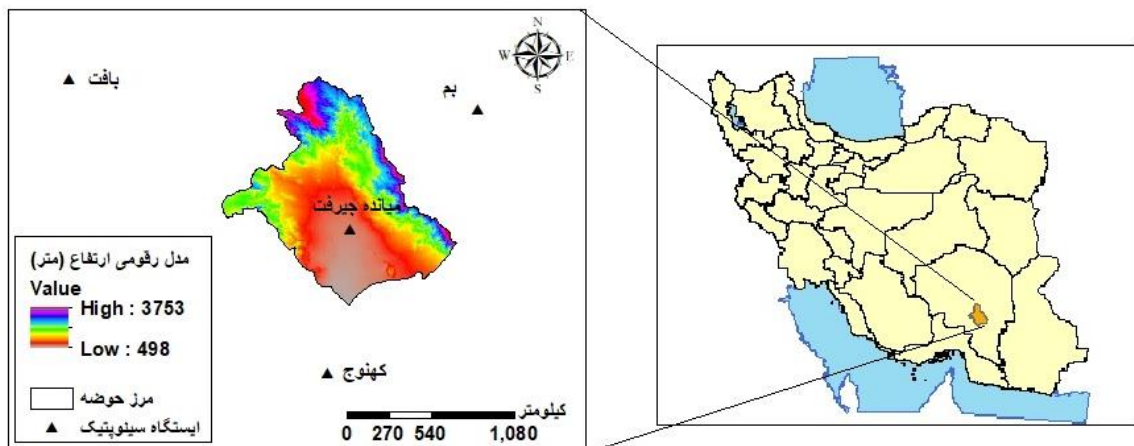 N
W E
S
بافت
بم
میانده جیرفت
کهنوج
مدل رقومی ارتفاع (متر)
Value
High : 3753
Low : 498
مرز حوضه
ایستگاه سینوپتیک
کیلومتر
0 270 540 1,080